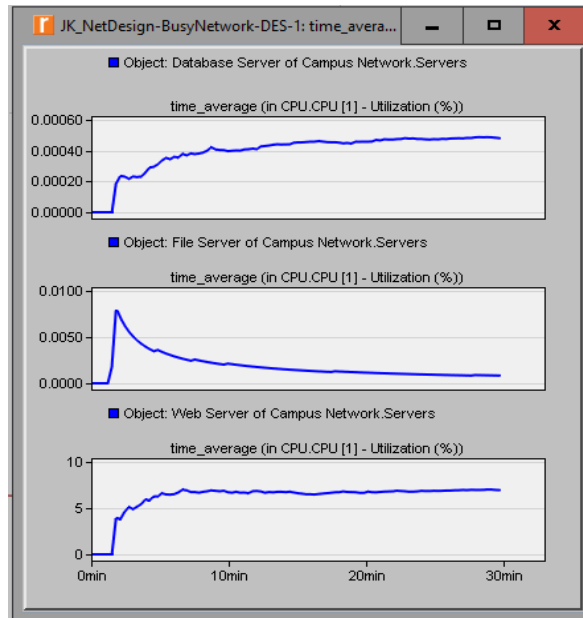 JK_NetDesign-BusyNetwork-DES-1: time_avera...
Object: Database Server of Campus Network.Servers
time_average (in CPU.CPU [1] - Utilization (%))
0.00060
0.00040
0.00020
0.00000
Object: File Server of Campus Network.Servers
time_average (in CPU.CPU [1] - Utilization (%))
0.0100
0.0050
0.0000
Object: Web Server of Campus Network.Servers
time_average (in CPU.CPU [1] - Utilization (%))
10
5
0
0min 10min 20min 30min